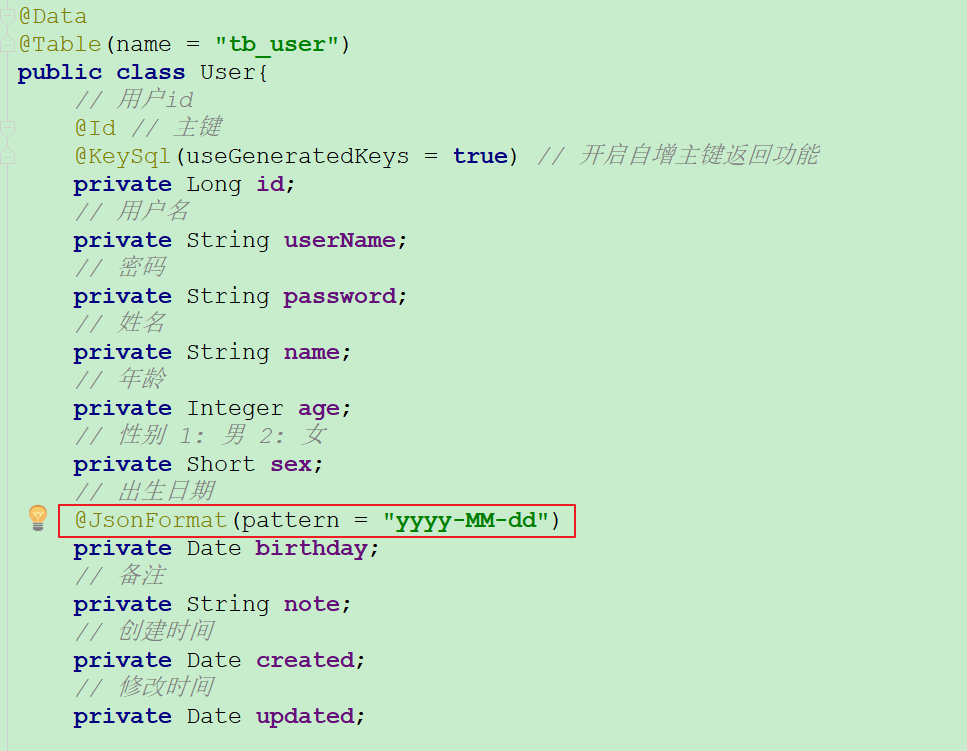 @Data
@Table(name = "tb_user")
public class User{
// 用户id
@Id // 主键
@KeySql(useGeneratedKeys = true) // 开启自增主键返回功能
private Long id;
// 用户名
private String userName;
// 密码
private String password;
// 姓名
private String name;
// 年龄
private Integer age;
// 性别 1: 男 2: 女
private Short sex;
// 出生日期
@JsonFormat(pattern = "yyyy-MM-dd")
private Date birthday;
// 备注
private String note;
// 创建时间
private Date created;
// 修改时间
private Date updated;